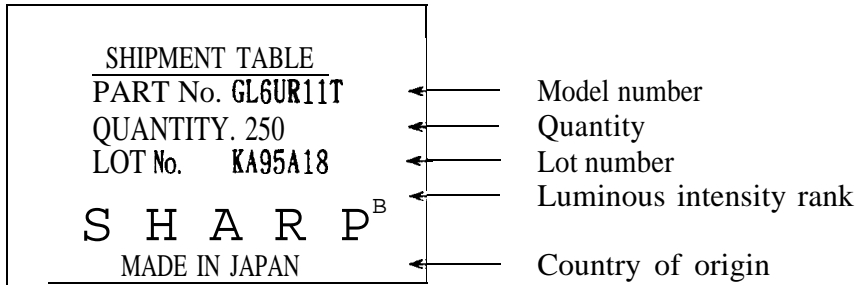 SHIPMENT TABLE
PART No. GL6UR11T Model number
QUANTITY. 250 Quantity
LOT No. KA95A18 Lot number
Luminous intensity rank
S H A R P B
MADE IN JAPAN Country of origin